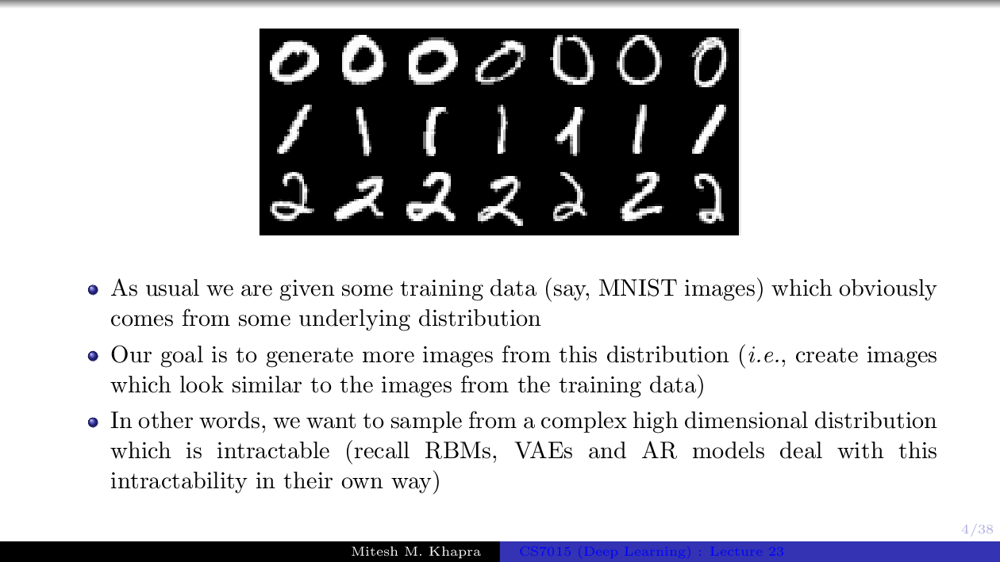 0 0 0 0 0 0 0
1 1 1 1 1 1 1
2 2 2 2 2 2 2
As usual we are given some training data (say, MNIST images) which obviously
comes from some underlying distribution
Our goal is to generate more images from this distribution (i.e., create images
which look similar to the images from the training data)
In other words, we want to sample from a complex high dimensional distribution
which is intractable (recall RBMs, VAEs and AR models deal with this
intractability in their own way)
4/38
Mitesh M. Khapra CS7015 (Deep Learning) : Lecture 23